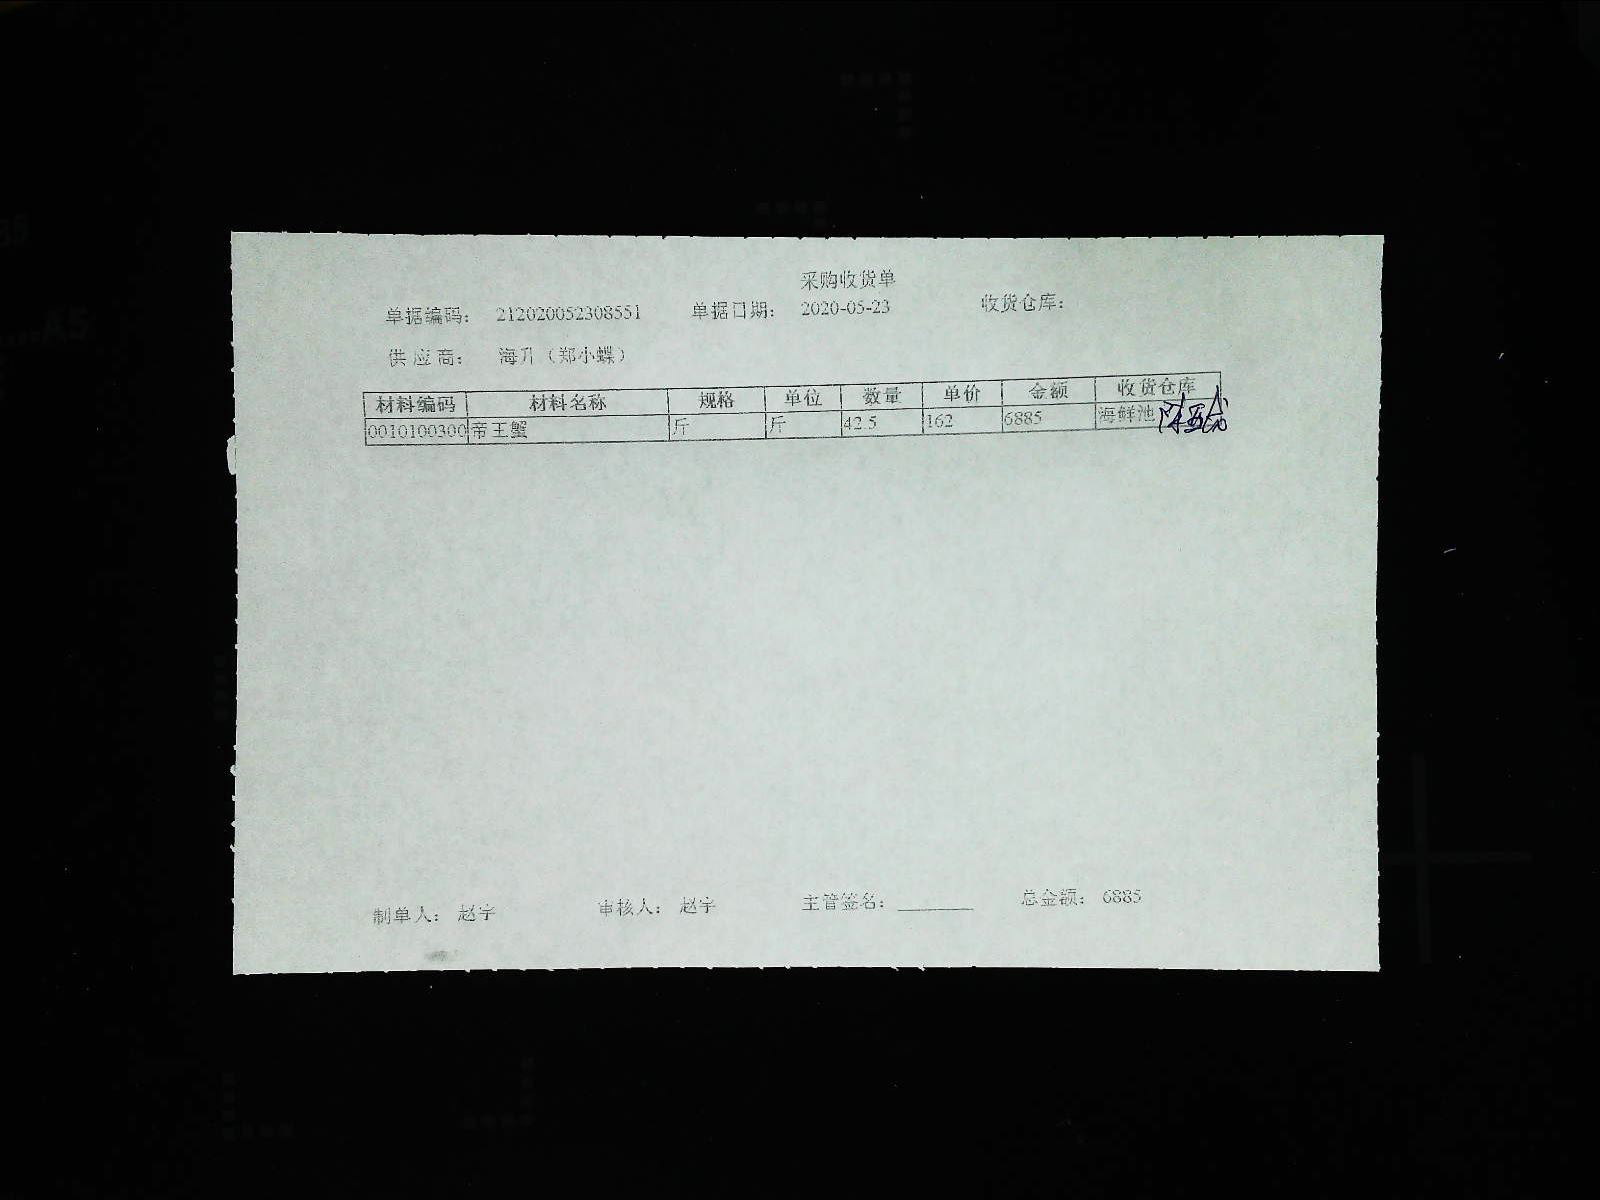 采购收货单
单据编码： 212020052308551 单据日期： 2020-05-23 收货仓库：
供应商： 海升（郑小蝶）
材料编码 材料名称 规格 单位 数量 单价 金额 收货仓库
0010100300 帝王蟹 斤 斤 42.5 162 6885 海鲜池
制单人： 赵宇 审核人： 赵宇 主管签名： 总金额： 6885